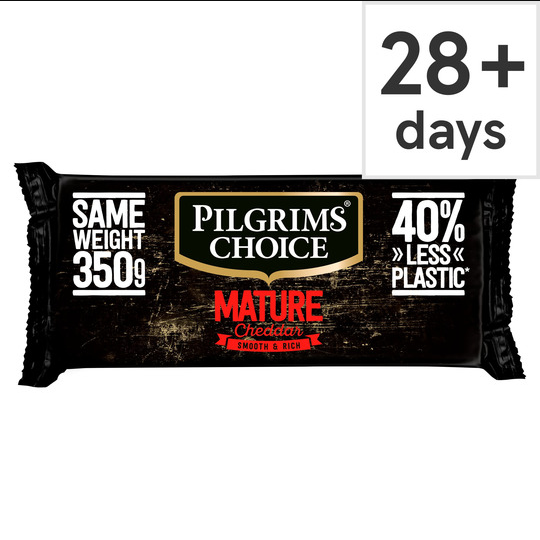 28+
days
SAME
WEIGHT
350g
PILGRIMS®
CHOICE
40%
»LESS«
PLASTIC*
MATURE
Cheddar
SMOOTH & RICH